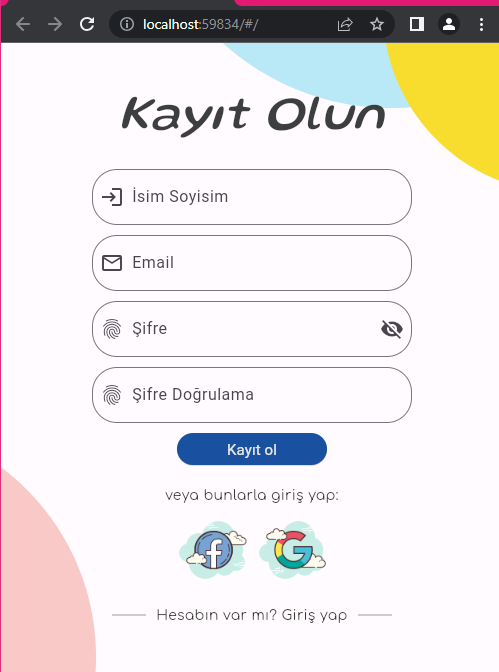 localhost:59834/#/
Kayıt Olun
İsim Soyisim
Email
Şifre
Şifre Doğrulama
Kayıt ol
veya bunlarla giriş yap:
Hesabın var mı? Giriş yap